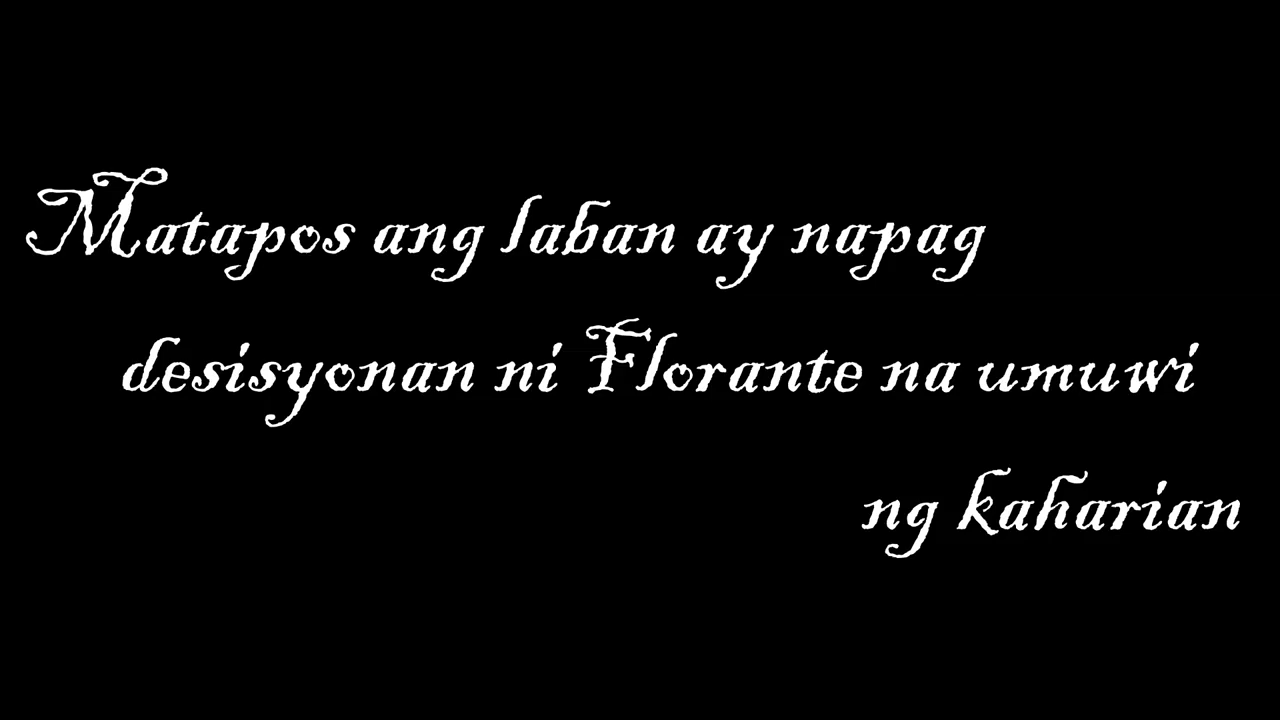 Matapos ang laban ay napag
desisyonan ni Florante na umuwi
ng kaharian